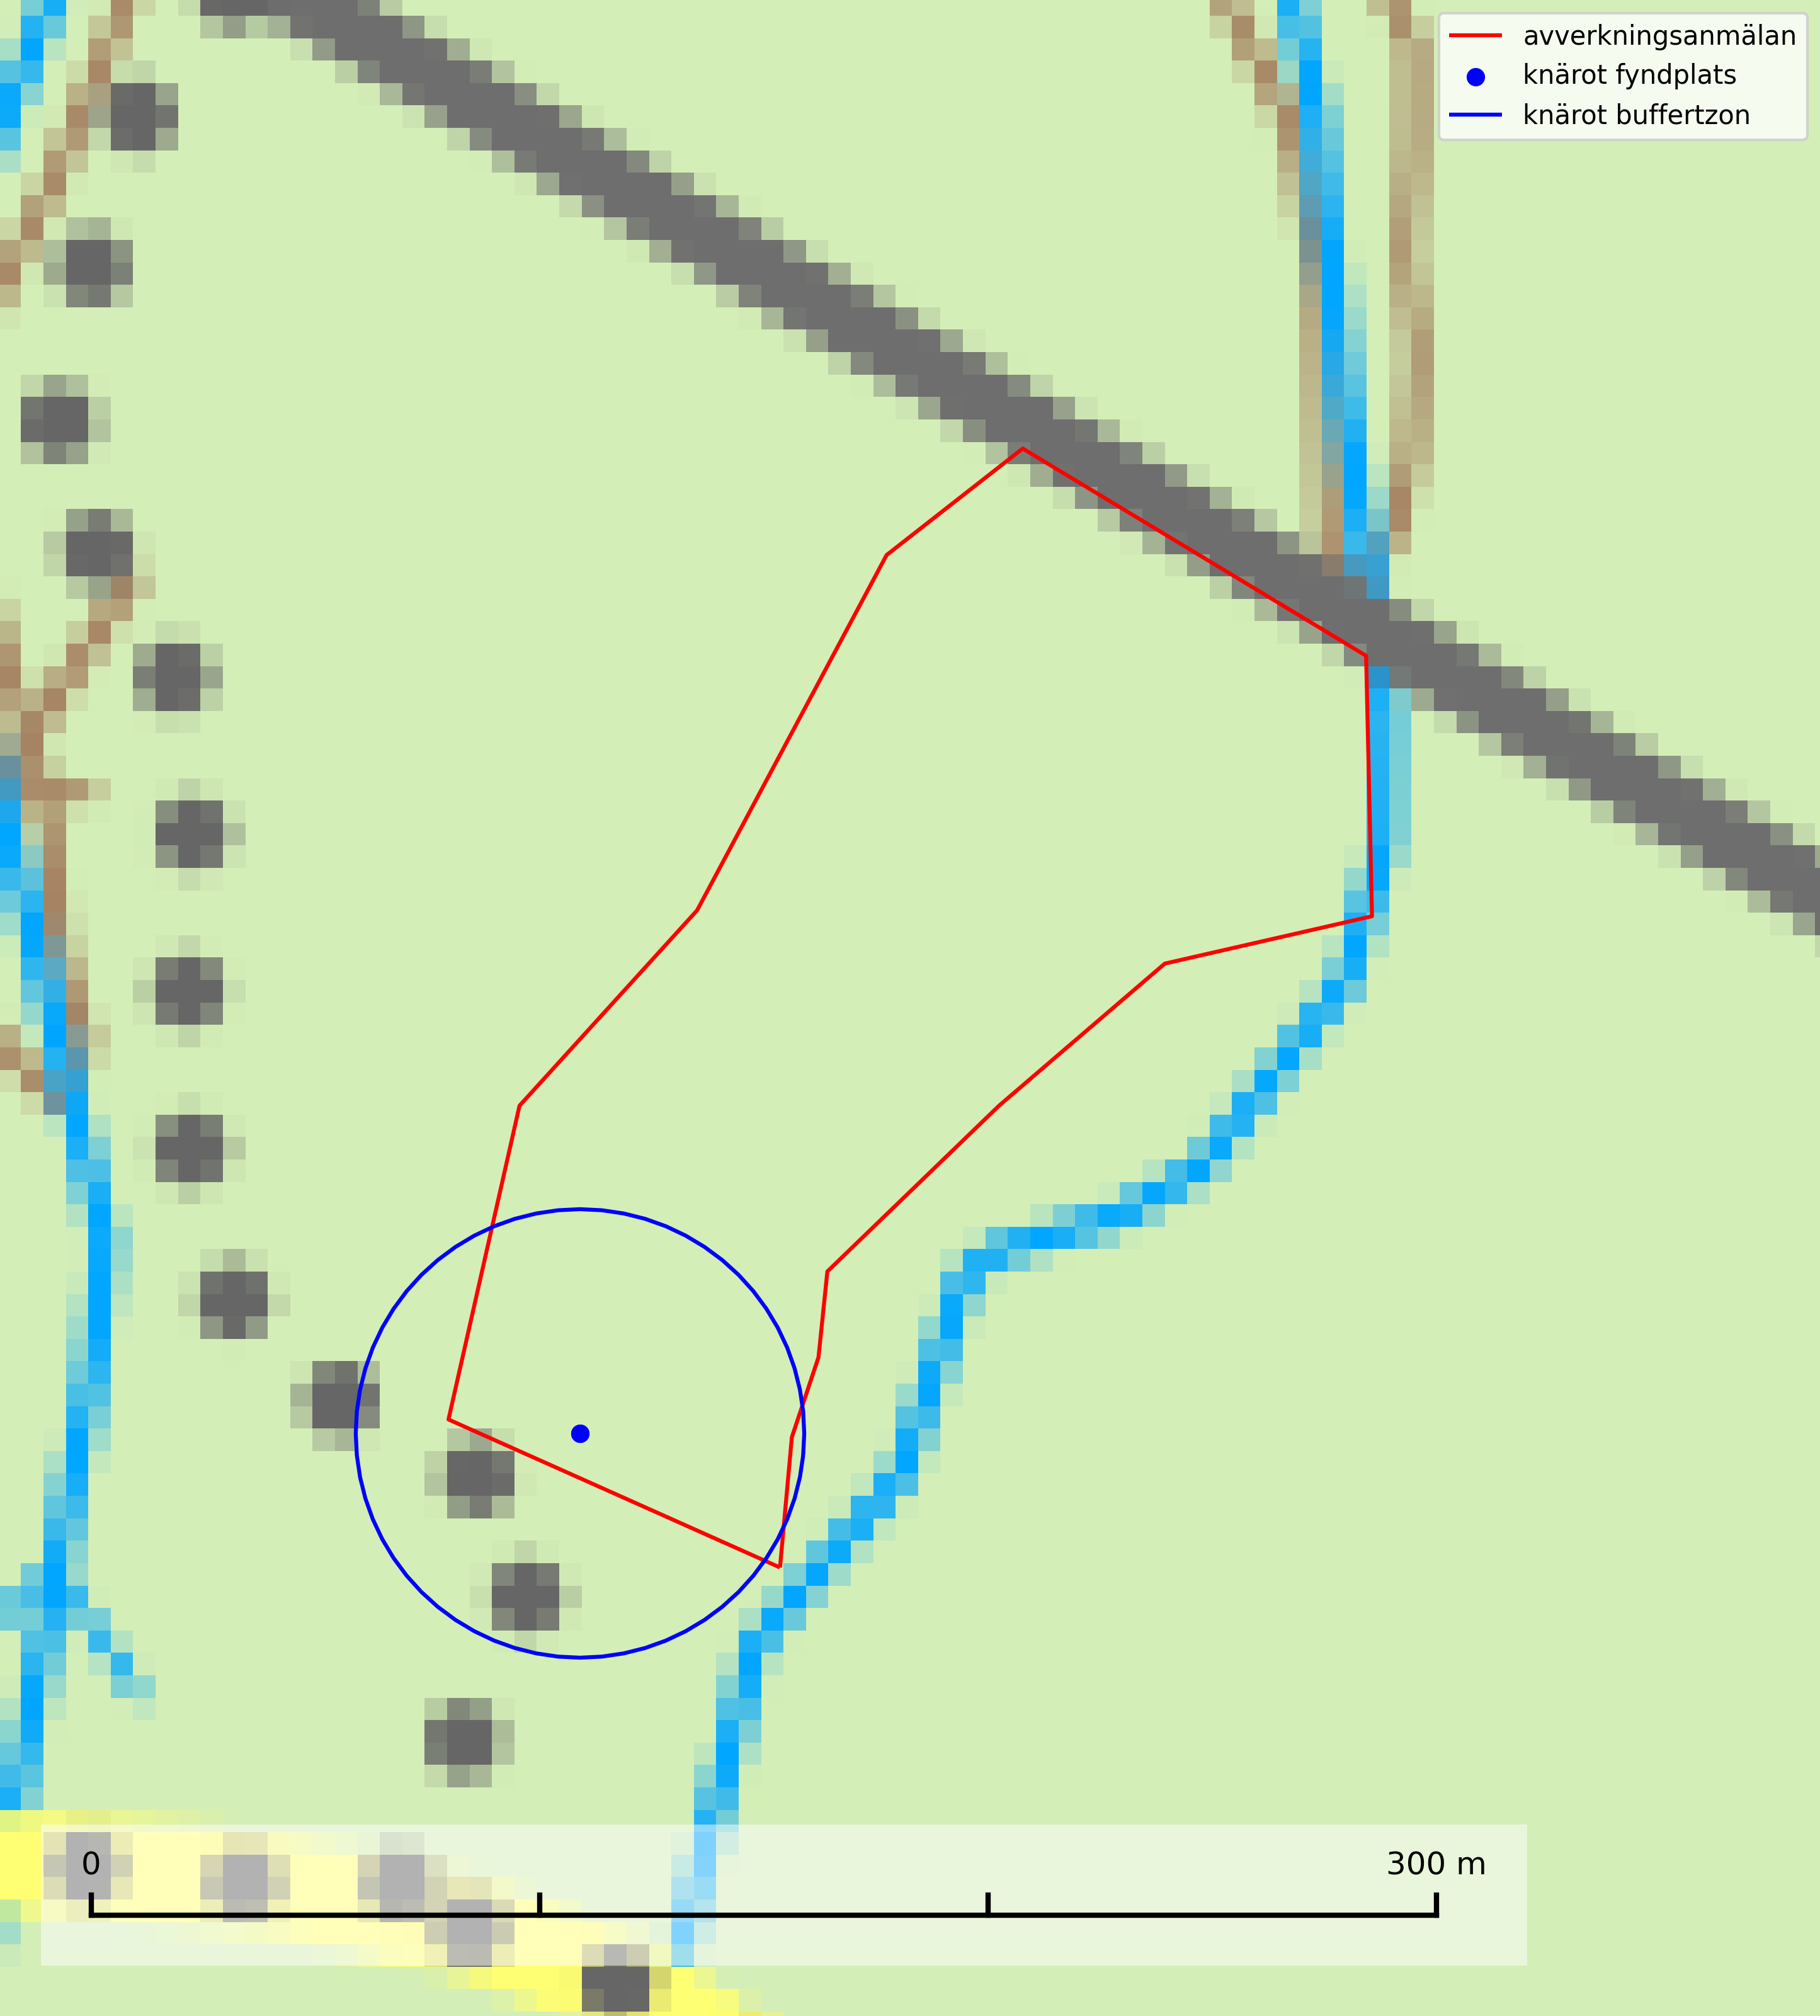 avverkningsanmälan
knärot fyndplats
knärot buffertzon
0
300 m